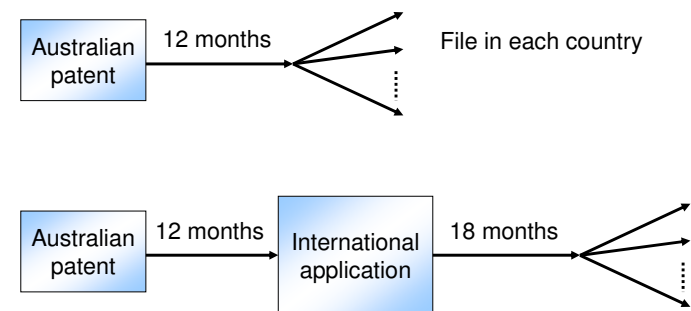 Australian
patent
12 months
File in each country
Australian
patent
12 months
International
application
18 months